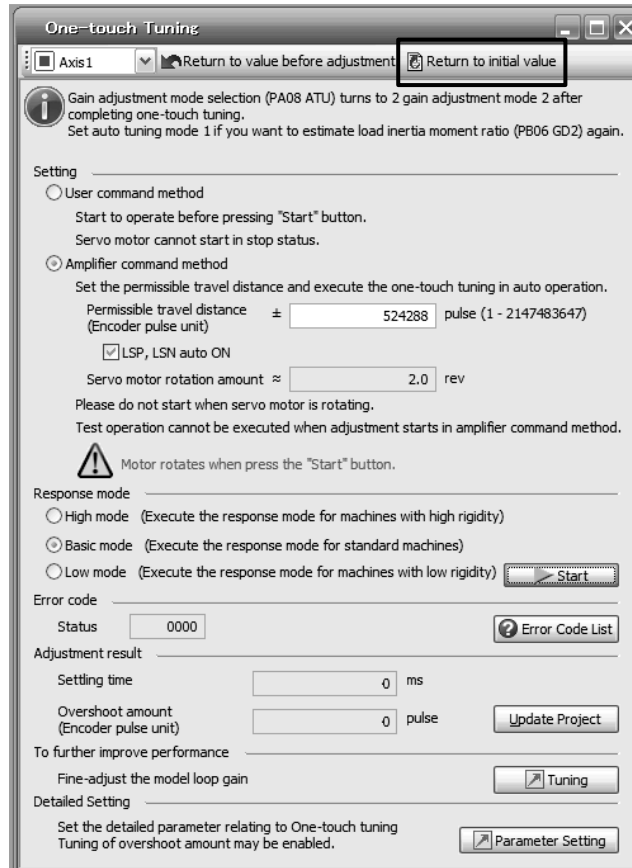 One-touch Tuning
Axis1 Return to value before adjustment Return to initial value
Gain adjustment mode selection (PA08 ATU) turns to 2 gain adjustment mode 2 after
completing one-touch tuning.
Set auto tuning mode 1 if you want to estimate load inertia moment ratio (PB06 GD2) again.
Setting
User command method
Start to operate before pressing "Start" button.
Servo motor cannot start in stop status.
Amplifier command method
Set the permissible travel distance and execute the one-touch tuning in auto operation.
Permissible travel distance
(Encoder pulse unit) ± 524288 pulse (1 - 2147483647)
LSP, LSN auto ON
Servo motor rotation amount ≈ 2.0 rev
Please do not start when servo motor is rotating.
Test operation cannot be executed when adjustment starts in amplifier command method.
Motor rotates when press the "Start" button.
Response mode
High mode (Execute the response mode for machines with high rigidity)
Basic mode (Execute the response mode for standard machines)
Low mode (Execute the response mode for machines with low rigidity) Start
Error code
Status 0000 Error Code List
Adjustment result
Settling time 0 ms
Overshoot amount
(Encoder pulse unit) 0 pulse Update Project
To further improve performance
Fine-adjust the model loop gain Tuning
Detailed Setting
Set the detailed parameter relating to One-touch tuning
Tuning of overshoot amount may be enabled. Parameter Setting